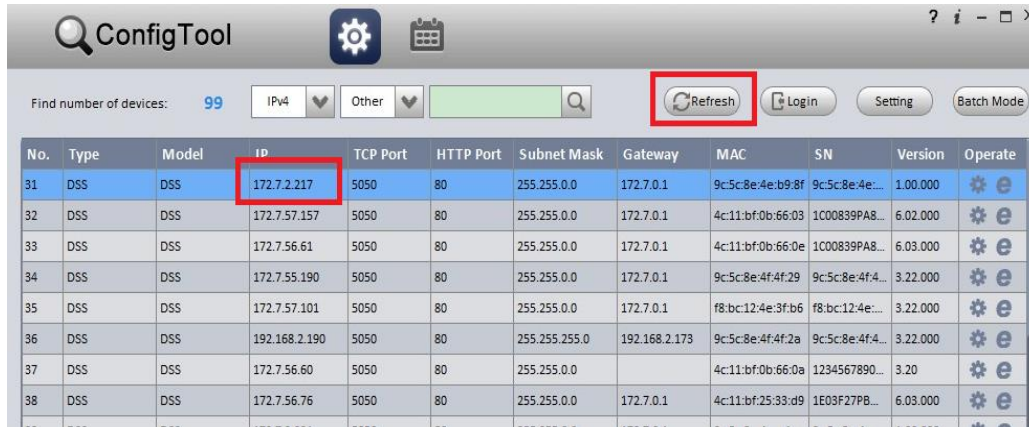 ConfigTool
? i
Find number of devices: 99 IPv4 Other Refresh Login Setting Batch Mode
No. Type Model IP TCP Port HTTP Port Subnet Mask Gateway MAC SN Version Operate
31 DSS DSS 172.7.2.217 5050 80 255.255.0.0 172.7.0.1 9c:5c:8e:4e:b9:8f 9c:5c:8e:4e:... 1.00.000
32 DSS DSS 172.7.57.157 5050 80 255.255.0.0 172.7.0.1 4c:11:bf:0b:66:03 1C00839PA8... 6.02.000
33 DSS DSS 172.7.56.61 5050 80 255.255.0.0 172.7.0.1 4c:11:bf:0b:66:0e 1C00839PA8... 6.03.000
34 DSS DSS 172.7.55.190 5050 80 255.255.0.0 172.7.0.1 9c:5c:8e:4f:4f:29 9c:5c:8e:4f:4... 3.22.000
35 DSS DSS 172.7.57.101 5050 80 255.255.0.0 172.7.0.1 f8:bc:12:4e:3f:b6 f8:bc:12:4e:... 3.22.000
36 DSS DSS 192.168.2.190 5050 80 255.255.255.0 192.168.2.173 9c:5c:8e:4f:4f:2a 9c:5c:8e:4f:4... 3.22.000
37 DSS DSS 172.7.56.60 5050 80 255.255.0.0 4c:11:bf:0b:66:0a 1234567890... 3.20
38 DSS DSS 172.7.56.76 5050 80 255.255.0.0 172.7.0.1 4c:11:bf:25:33:d9 1E03F27PB... 6.03.000